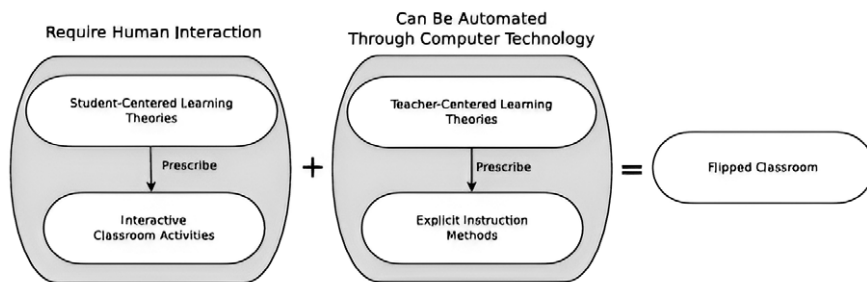 Require Human Interaction
Can Be Automated
Through Computer Technology
Student-Centered Learning
Theories
Prescribe
Interactive
Classroom Activities
+
Teacher-Centered Learning
Theories
Prescribe
Explicit Instruction
Methods
=
Flipped Classroom